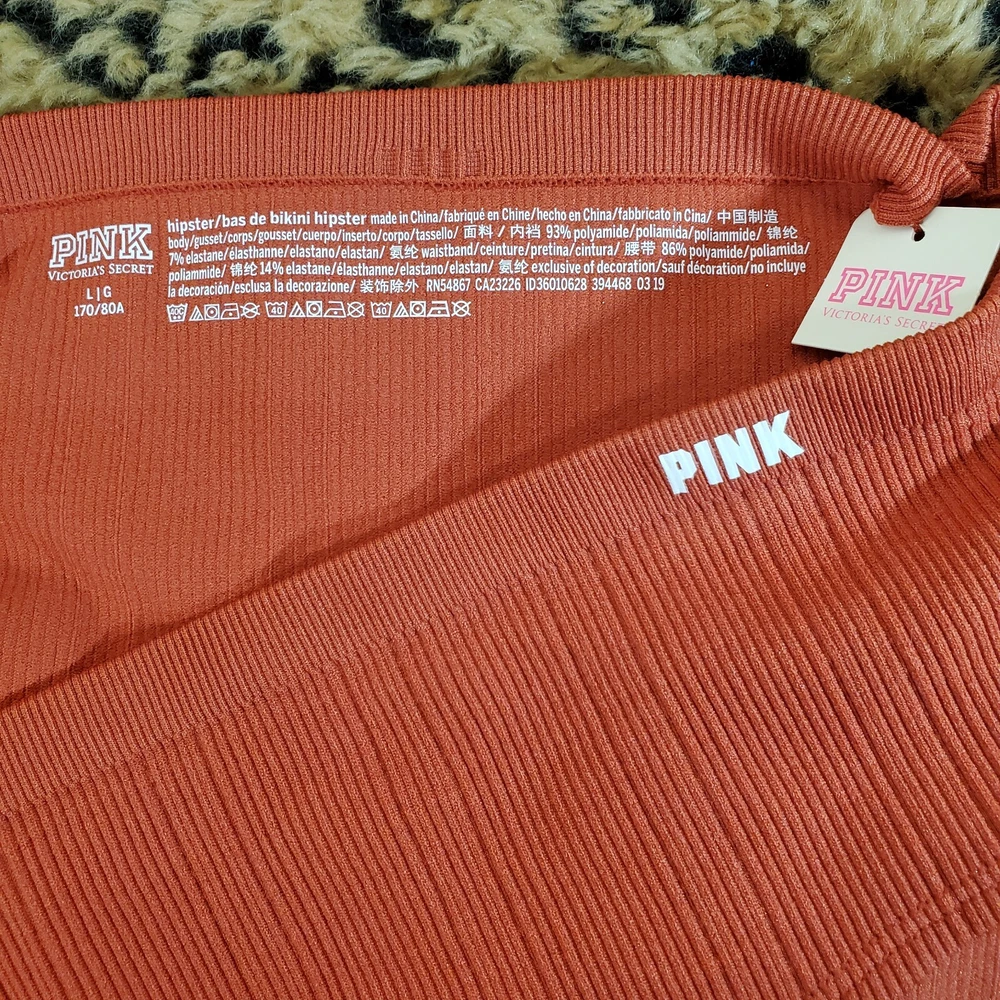 PINK
VICTORIA'S SECRET
L|G
170/80A
hipster/bas de bikini hipster made in China/fabriqué en Chine/hecho en China/fabbricato in Cina/ 中国制造
body/gusset/corps/gousset/cuerpo/inserto/corpo/tassello/ 面料 / 内裆 93% polyamide/poliamida/poliammide/ 锦纶
7% elastane/élasthanne/elastano/elastan/ 氨纶 waistband/ceinture/pretina/cintura/ 腰带 86% polyamide/poliamida/
poliammide/ 锦纶 14% elastane/élasthanne/elastano/elastan/ 氨纶 exclusive of decoration/sauf décoration/no incluye
la decoración/esclusa la decorazione/ 装饰除外 RN54867 CA23226 ID36010628 394468 03 19
40C 40 40
PINK
VICTORIA'S SECRET
PINK